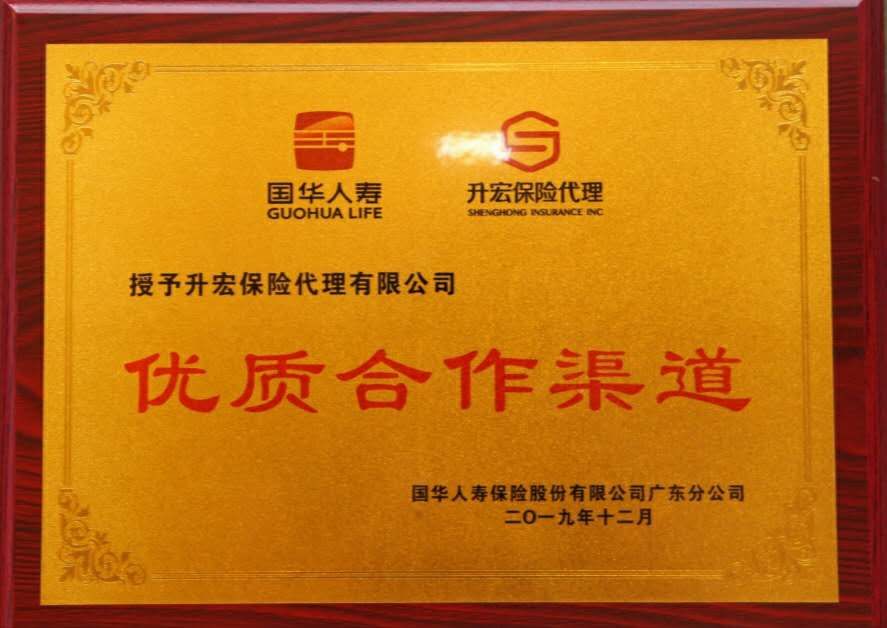 国华人寿
GUOHUA LIFE
升宏保险代理
SHENGHONG INSURANCE INC
授予升宏保险代理有限公司
优质合作渠道
国华人寿保险股份有限公司广东分公司
二O一九年十二月